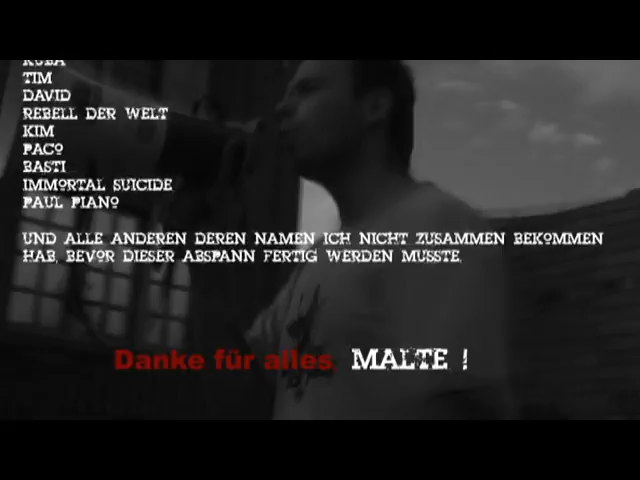 KUBA
TIM
DAVID
REBELL DER WELT
KIM
PACO
BASTI
IMMORTAL SUICIDE
PAUL PIANO
UND ALLE ANDEREN DEREN NAMEN ICH NICHT ZUSAMMEN BEKOMMEN
HAB, BEVOR DIESER ABSPANN FERTIG WERDEN MUSSTE.
Danke für alles, MALTE !